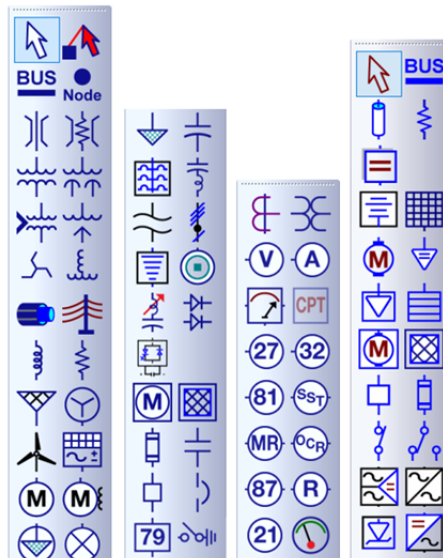 BUS
Node
M M
M
79
V A
CPT
27 32
81 SST
MR OCR
87 R
21
BUS
M
M